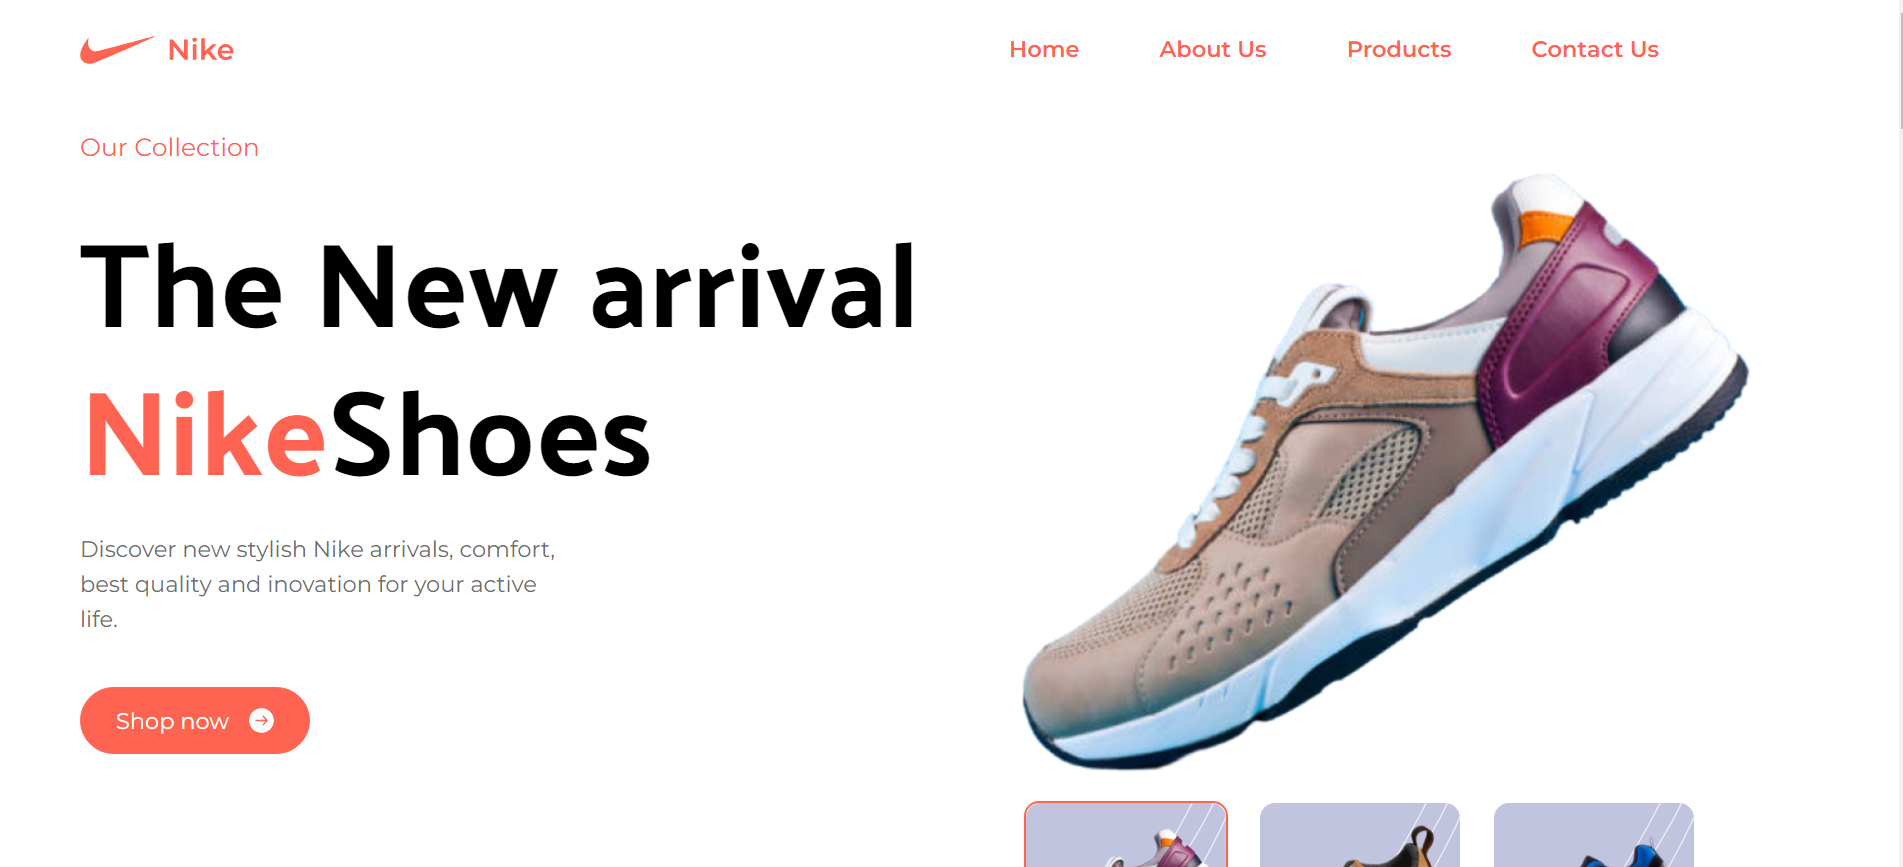 Nike
Home
About Us
Products
Contact Us
Our Collection
The New arrival
NikeShoes
Discover new stylish Nike arrivals, comfort,
best quality and inovation for your active
life.
Shop now